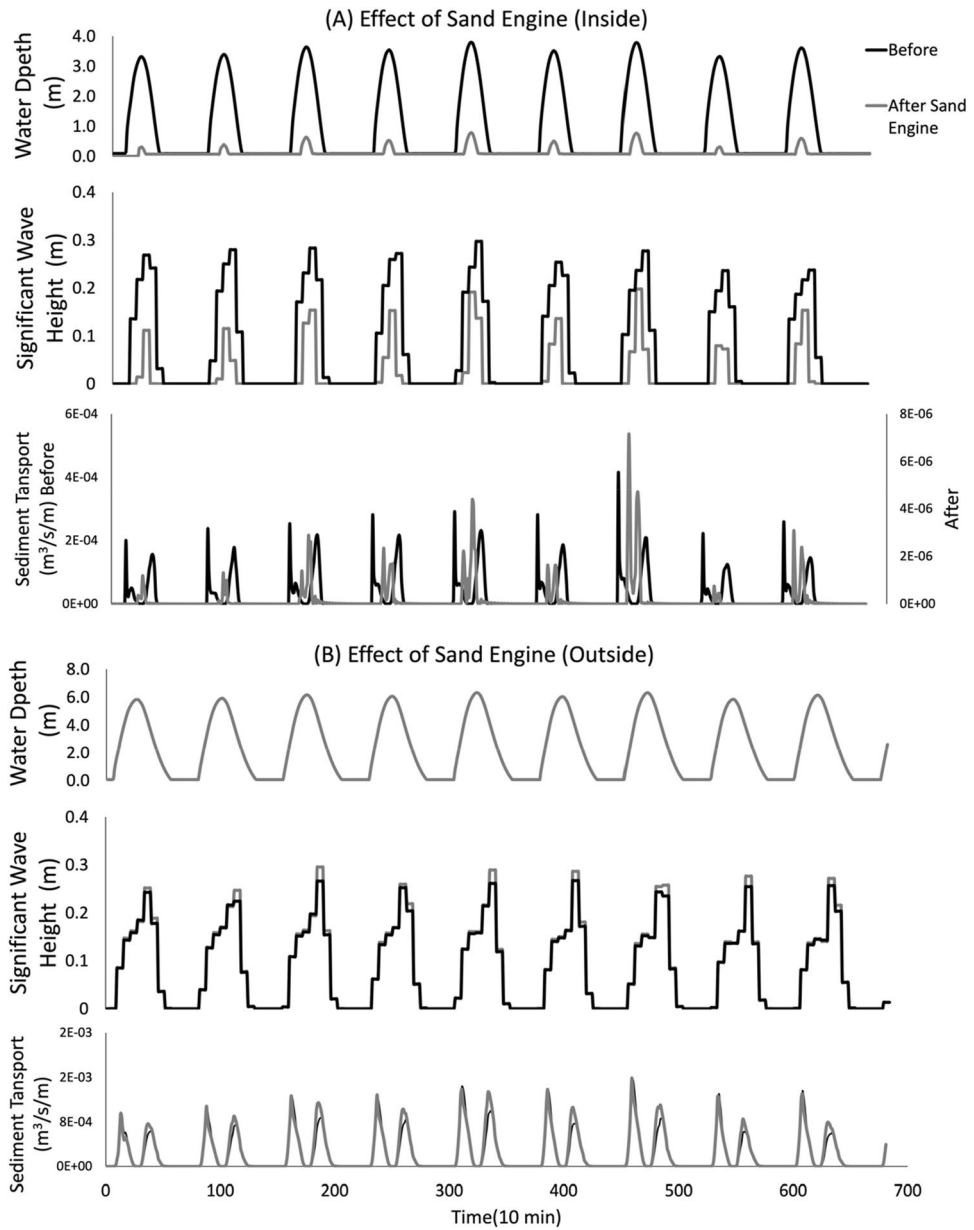 (A) Effect of Sand Engine (Inside)
Water Dpeth
(m)
4.0
3.0
2.0
1.0
0.0
Before
After Sand
Engine
Significant Wave
Height (m)
0.4
0.3
0.2
0.1
0
Sediment Tansport
(m³/s/m) Before
6E-04
4E-04
2E-04
0E+00
8E-06
6E-06
4E-06
2E-06
0E+00
After
(B) Effect of Sand Engine (Outside)
Water Dpeth
(m)
8.0
6.0
4.0
2.0
0.0
Significant Wave
Height (m)
0.4
0.3
0.2
0.1
0
Sediment Tansport
(m³/s/m)
2E-03
2E-03
8E-04
0E+00
0 100 200 300 400 500 600 700
Time(10 min)